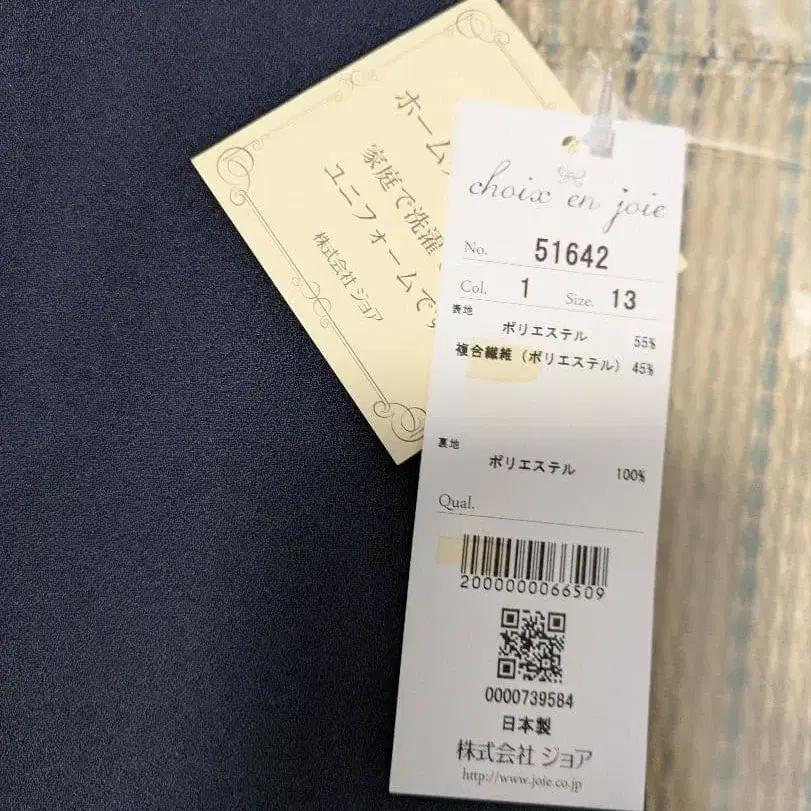 ホーム
家庭で洗濯
ユニフォームです
株式会社 ジョア
choix en joie
No. 51642
Col. 1 Size. 13
表地
ポリエステル 55%
複合繊維（ポリエステル） 45%
裏地
ポリエステル 100%
Qual.
2000000066509
0000739584
日本製
株式会社 ジョア
http://www.joie.co.jp